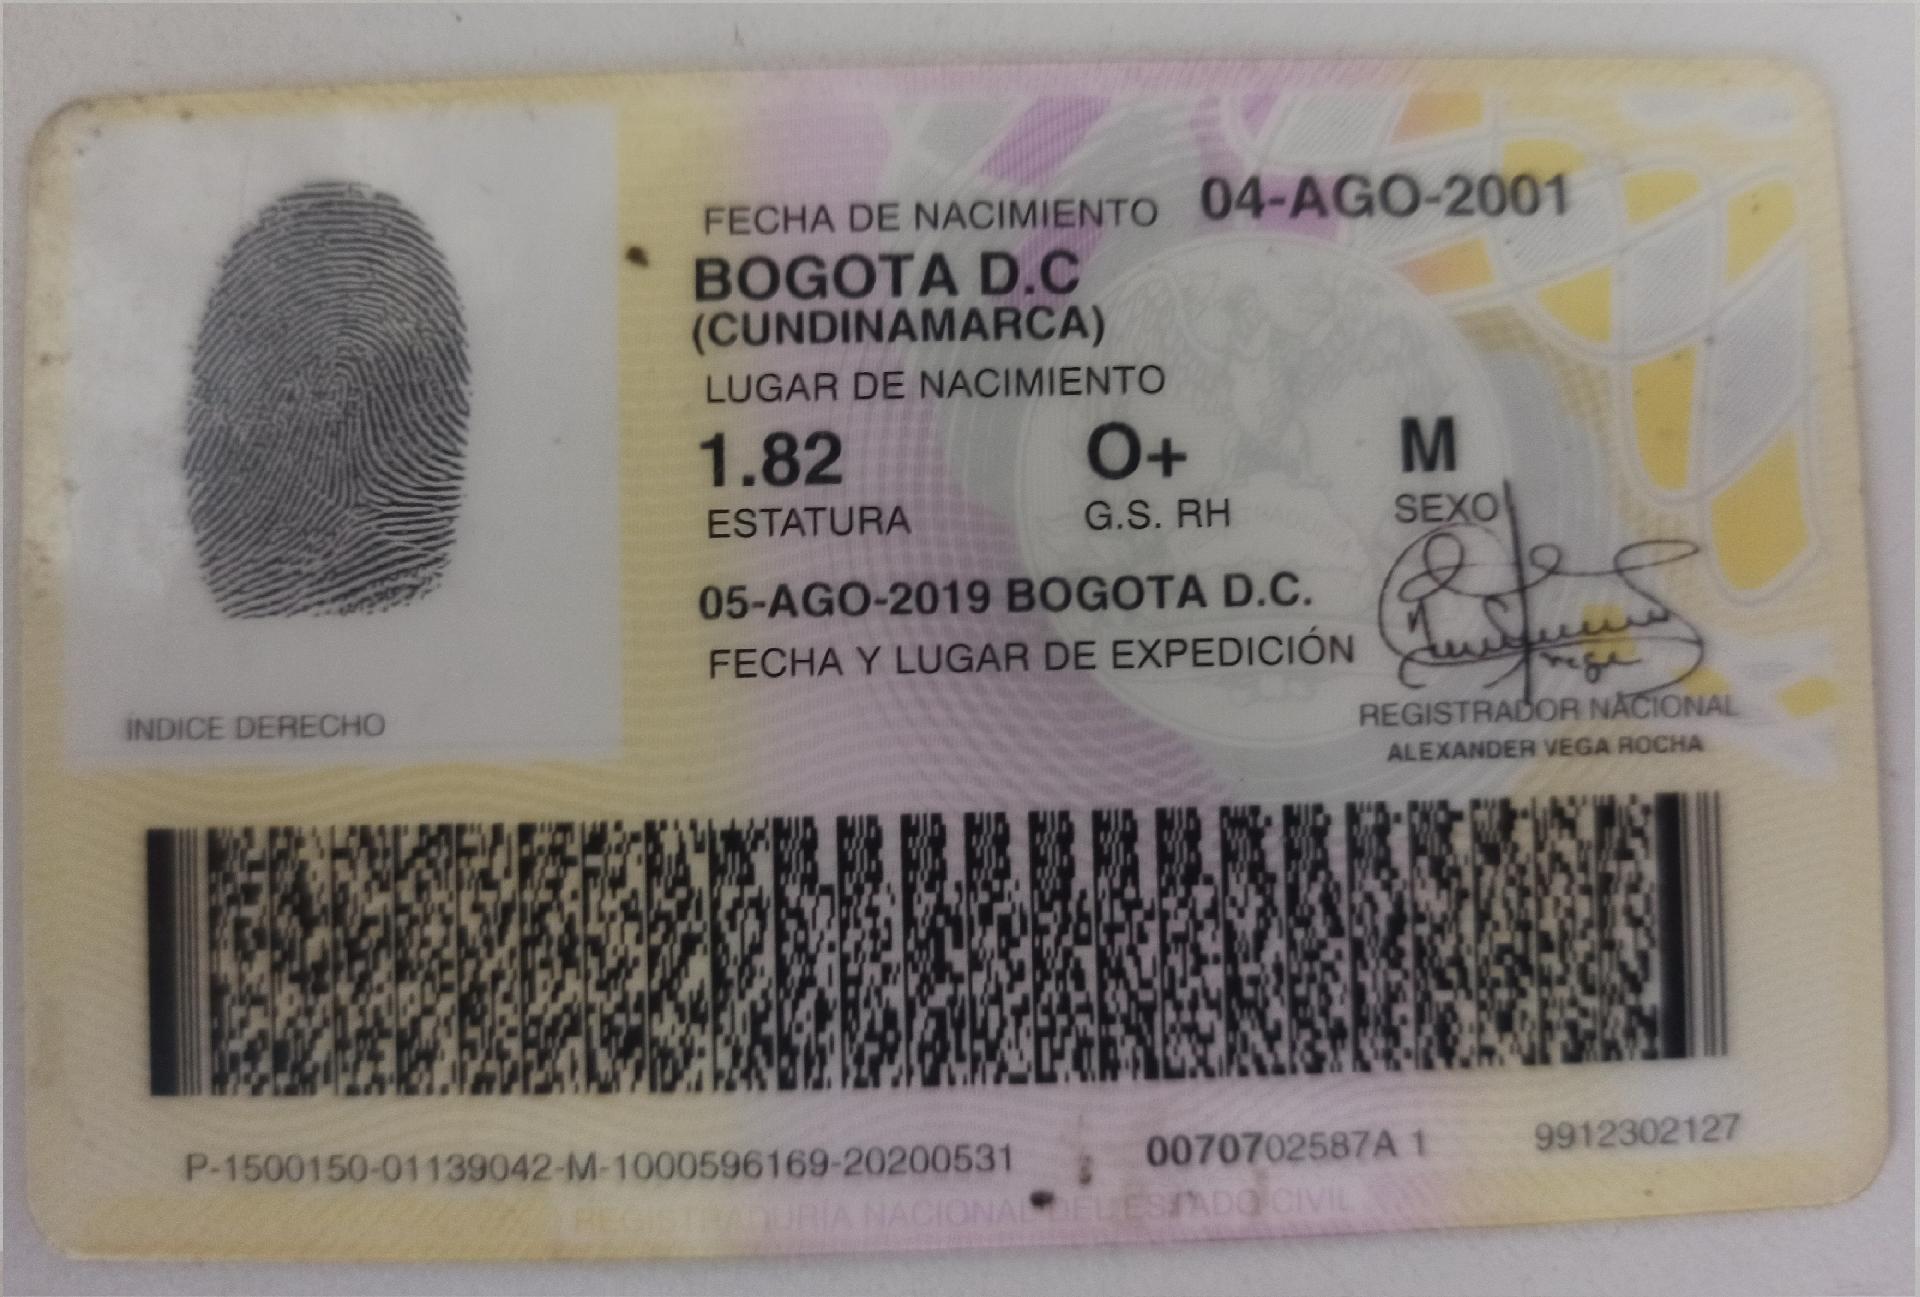 FECHA DE NACIMIENTO 04-AGO-2001
BOGOTA D.C
(CUNDINAMARCA)
LUGAR DE NACIMIENTO
1.82 O+ M
ESTATURA G.S. RH SEXO
05-AGO-2019 BOGOTA D.C.
FECHA Y LUGAR DE EXPEDICIÓN
ÍNDICE DERECHO
REGISTRADOR NACIONAL
ALEXANDER VEGA ROCHA
P-1500150-01139042-M-1000596169-20200531 0070702587A 1 9912302127
REGISTRADURÍA NACIONAL DEL ESTADO CIVIL